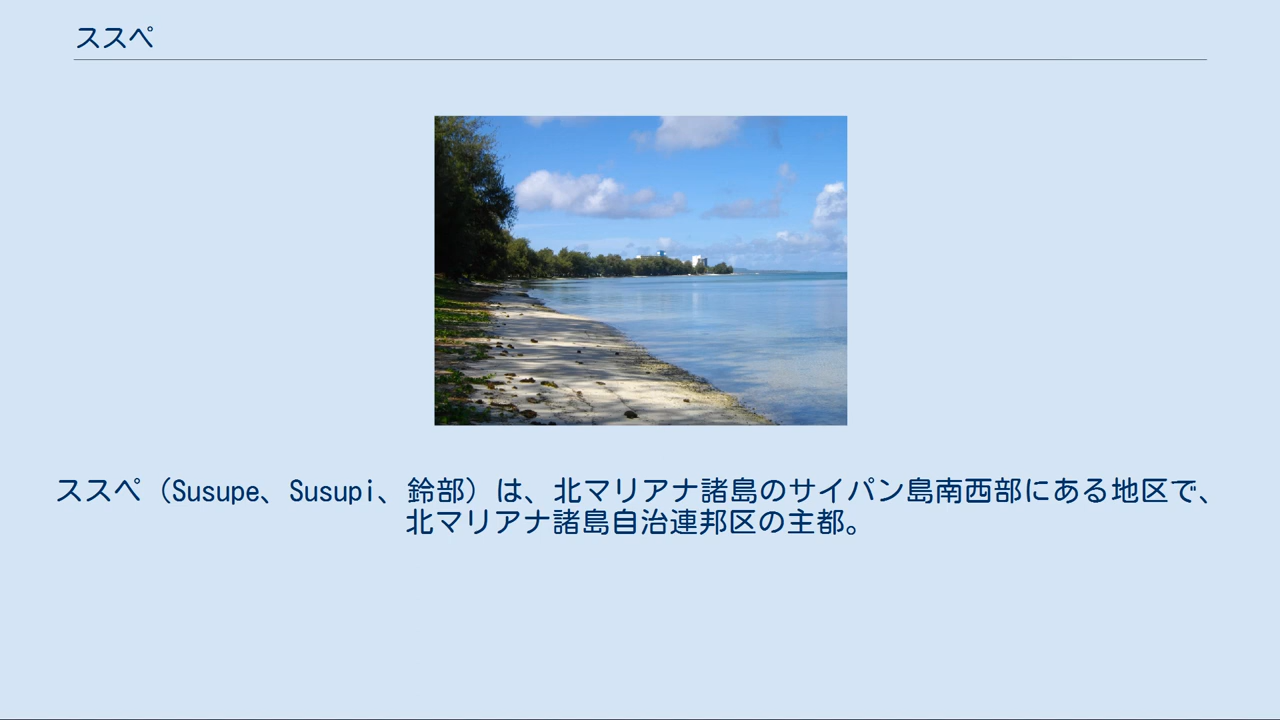 ススペ
ススペ（Susupe、Susupi、鈴部）は、北マリアナ諸島のサイパン島南西部にある地区で、
北マリアナ諸島自治連邦区の主都。